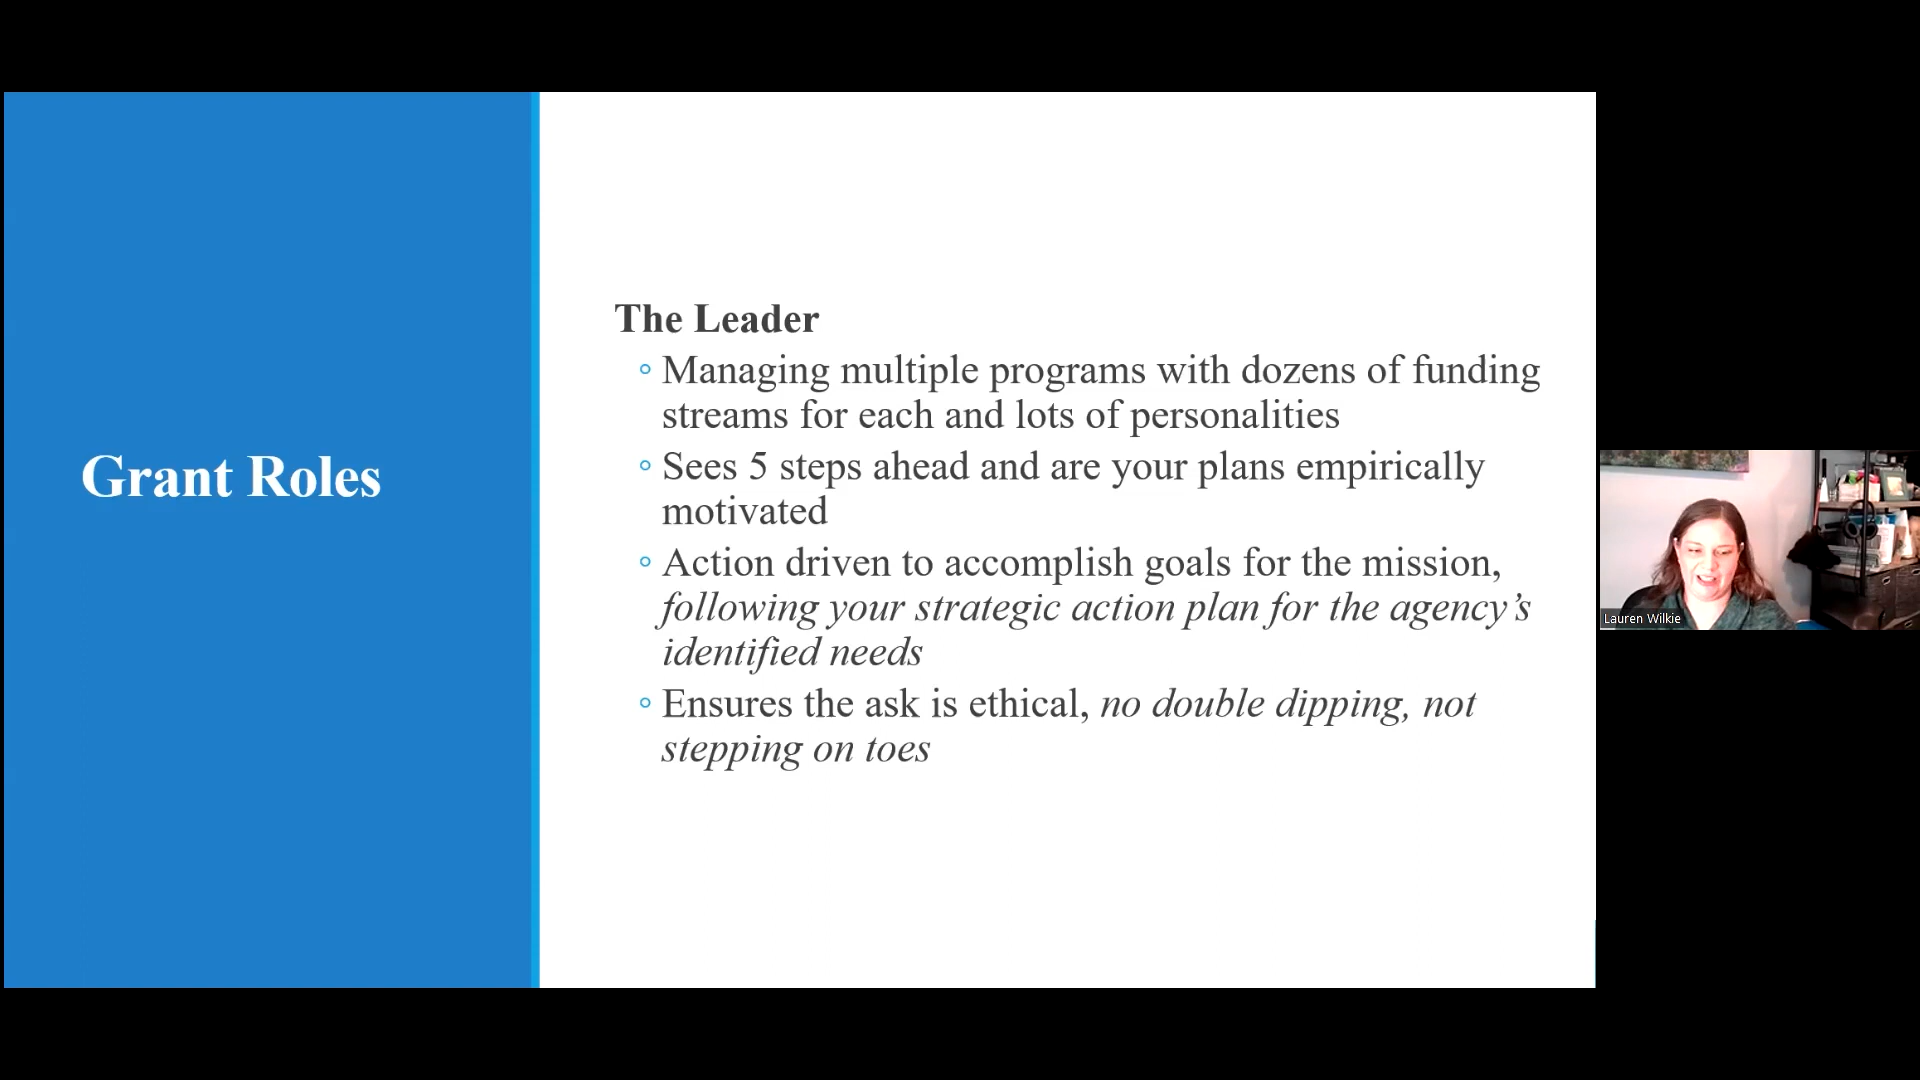 Grant Roles
The Leader
◦ Managing multiple programs with dozens of funding
streams for each and lots of personalities
◦ Sees 5 steps ahead and are your plans empirically
motivated
◦ Action driven to accomplish goals for the mission,
following your strategic action plan for the agency’s
identified needs
◦ Ensures the ask is ethical, no double dipping, not
stepping on toes
Lauren Wilkie